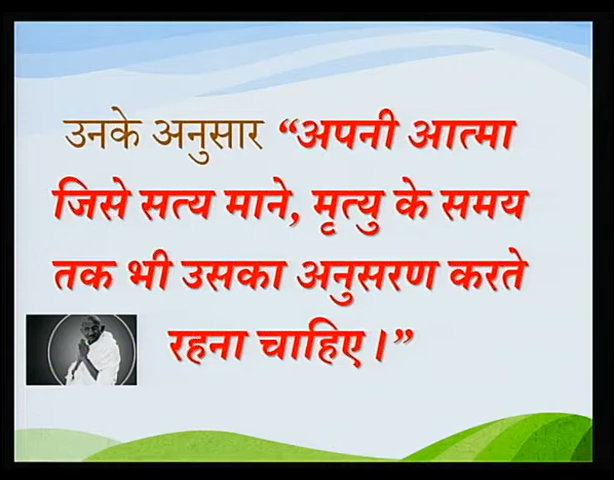 उनके अनुसार “अपनी आत्मा
जिसे सत्य माने, मृत्यु के समय
तक भी उसका अनुसरण करते
रहना चाहिए।”